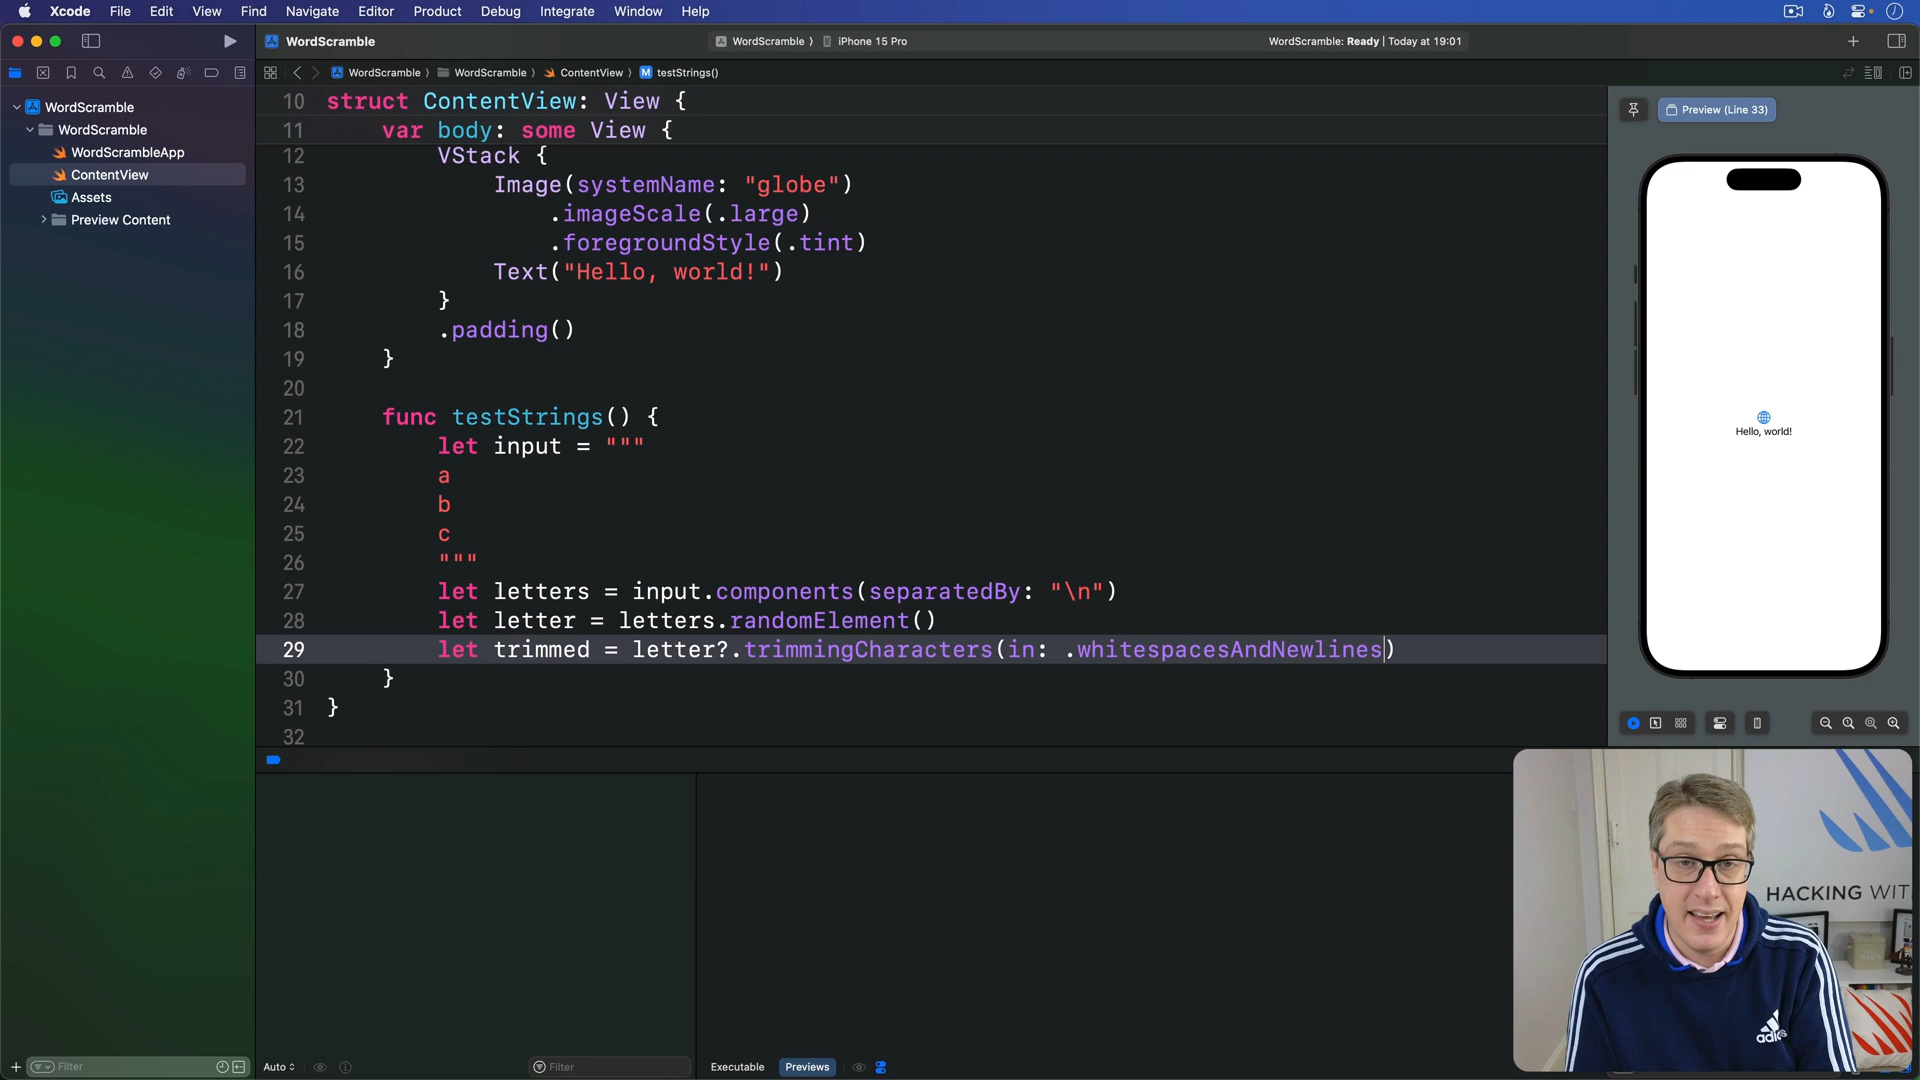 Xcode File Edit View Find Navigate Editor Product Debug Integrate Window Help
WordScramble
WordScramble 〉 iPhone 15 Pro
WordScramble: Ready | Today at 19:01
WordScramble 〉 WordScramble 〉 ContentView 〉 M testStrings()
WordScramble
WordScramble
WordScrambleApp
ContentView
Assets
Preview Content
10 struct ContentView: View {
11 var body: some View {
12 VStack {
13 Image(systemName: "globe")
14 .imageScale(.large)
15 .foregroundStyle(.tint)
16 Text("Hello, world!")
17 }
18 .padding()
19 }
20
21 func testStrings() {
22 let input = """
23 a
24 b
25 c
26 """
27 let letters = input.components(separatedBy: "\n")
28 let letter = letters.randomElement()
29 let trimmed = letter?.trimmingCharacters(in: .whitespacesAndNewlines)
30 }
31 }
32
Preview (Line 33)
Hello, world!
HACKING WIT
adidas
Filter
Auto
Filter
Executable Previews